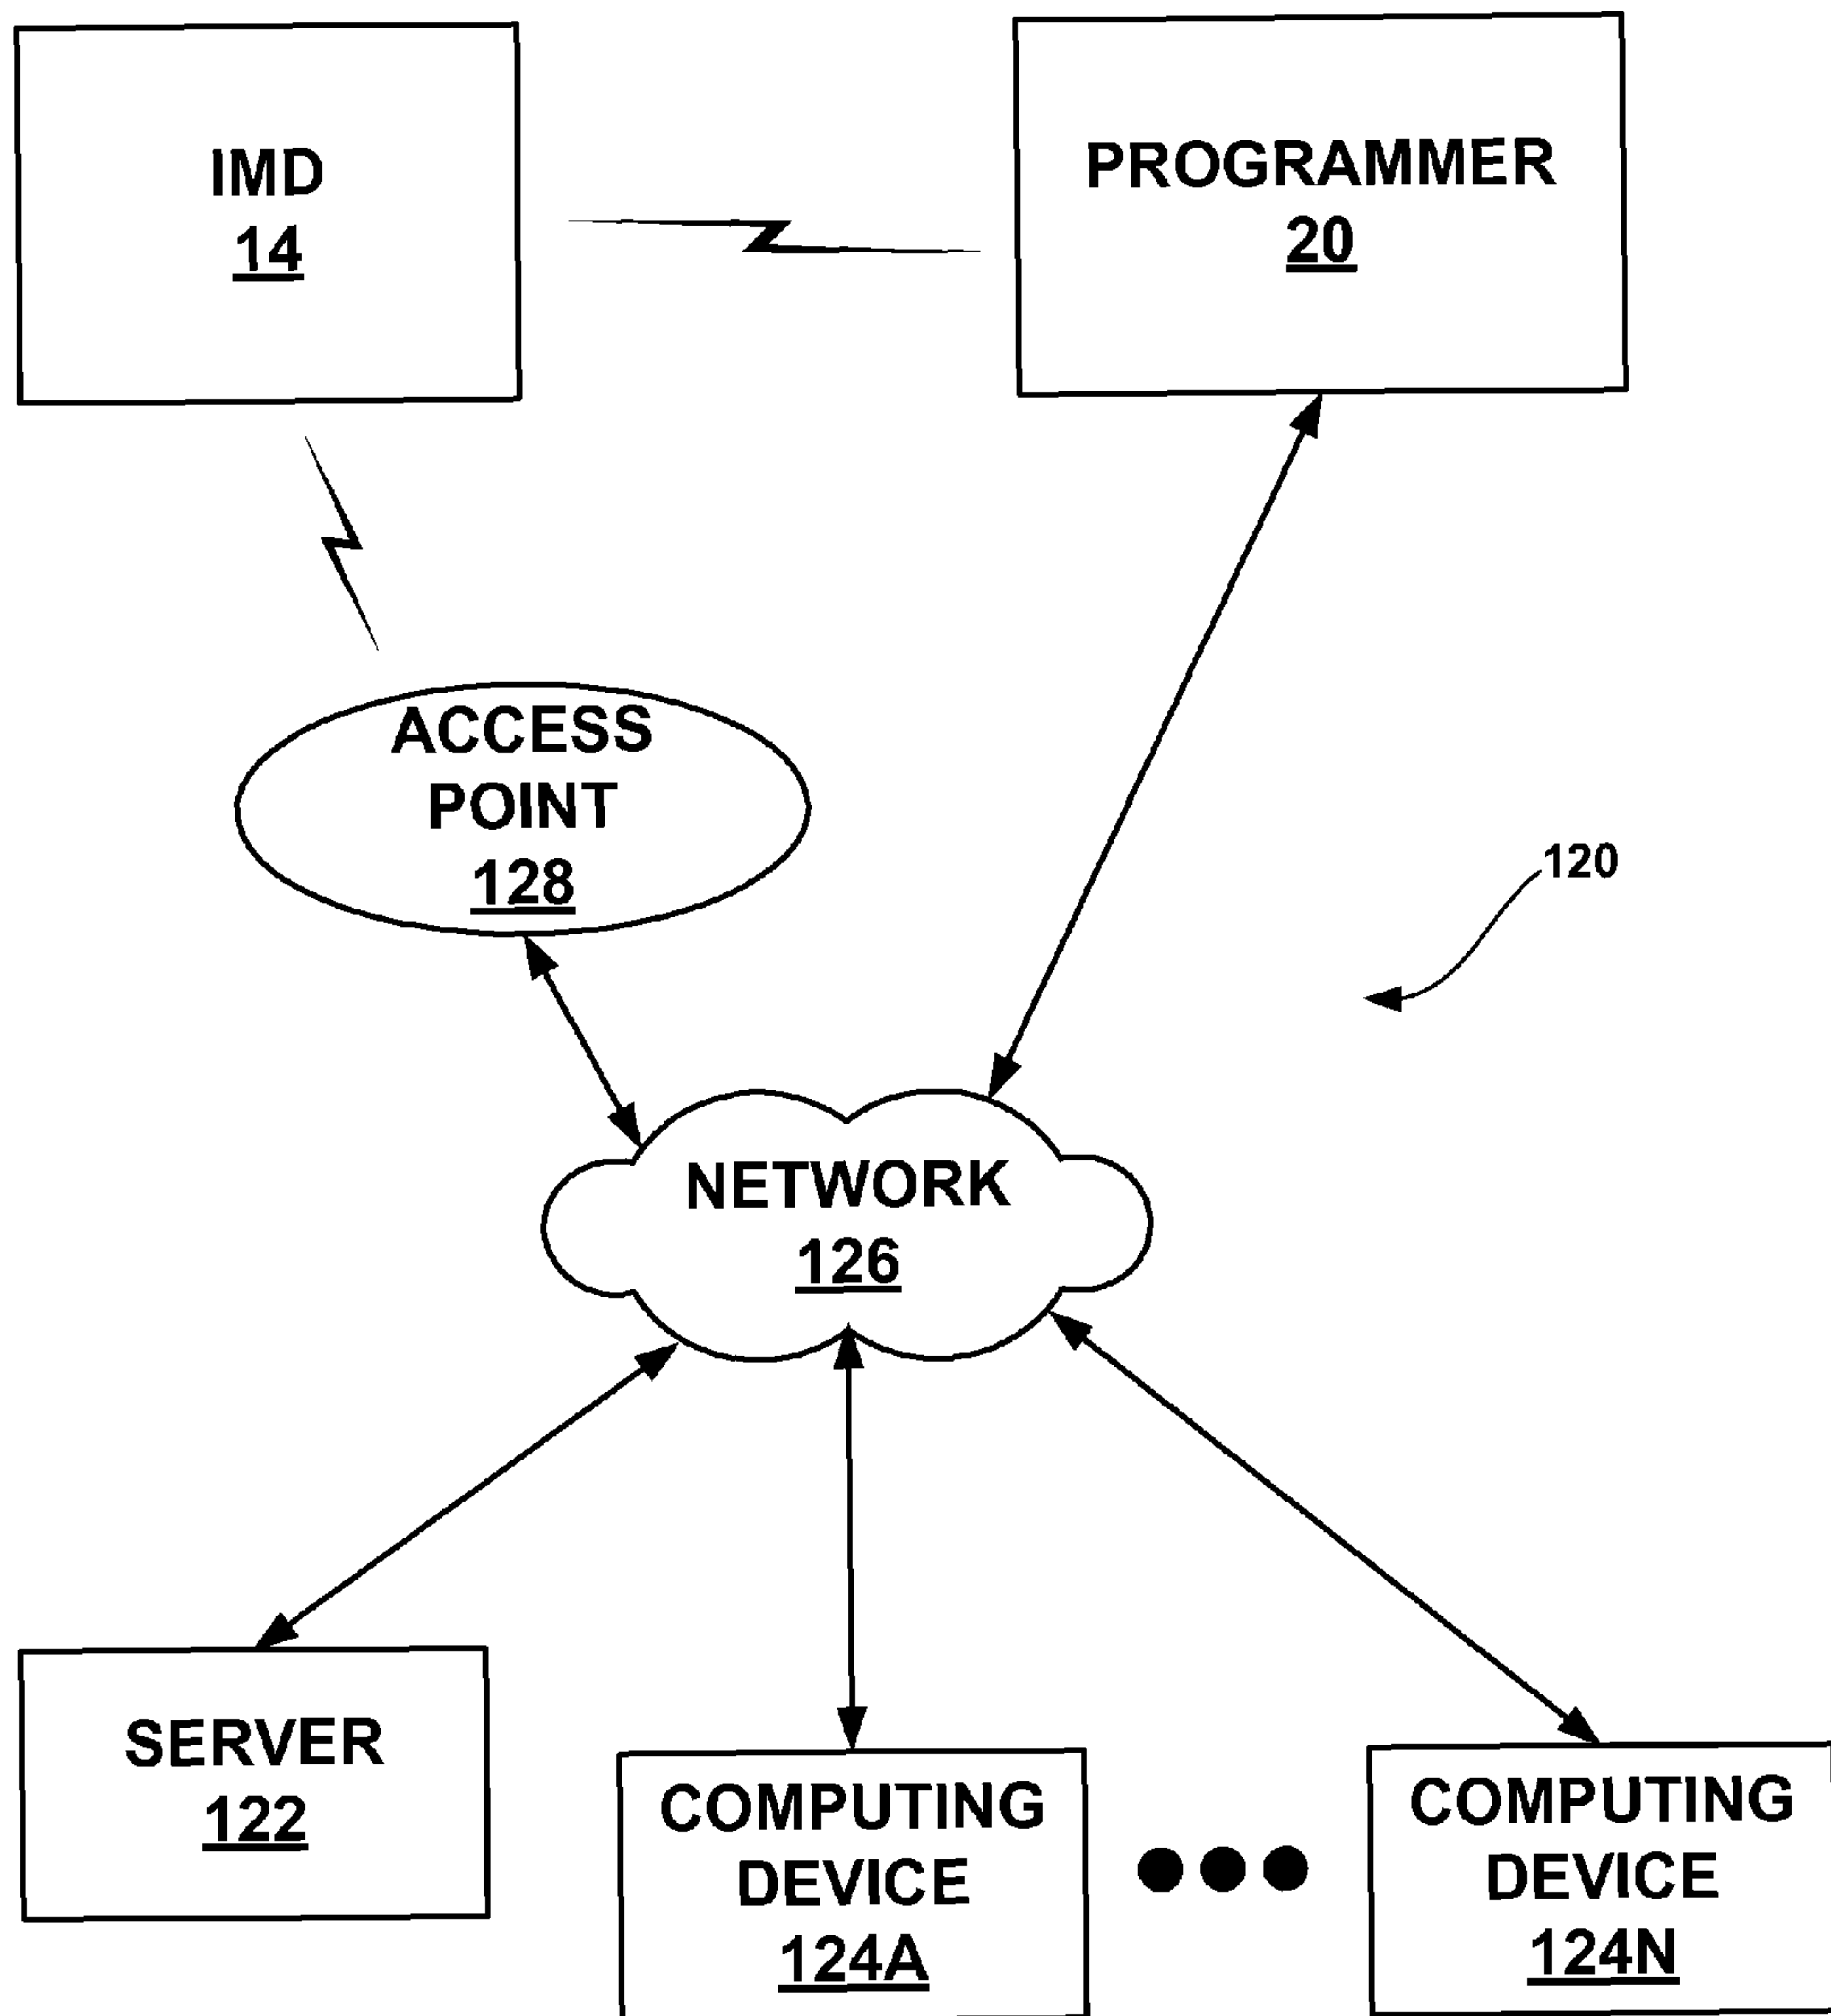 IMD
14
PROGRAMMER
20
ACCESS
POINT
128
120
NETWORK
126
SERVER
122
COMPUTING
DEVICE
124A
COMPUTING
DEVICE
124N